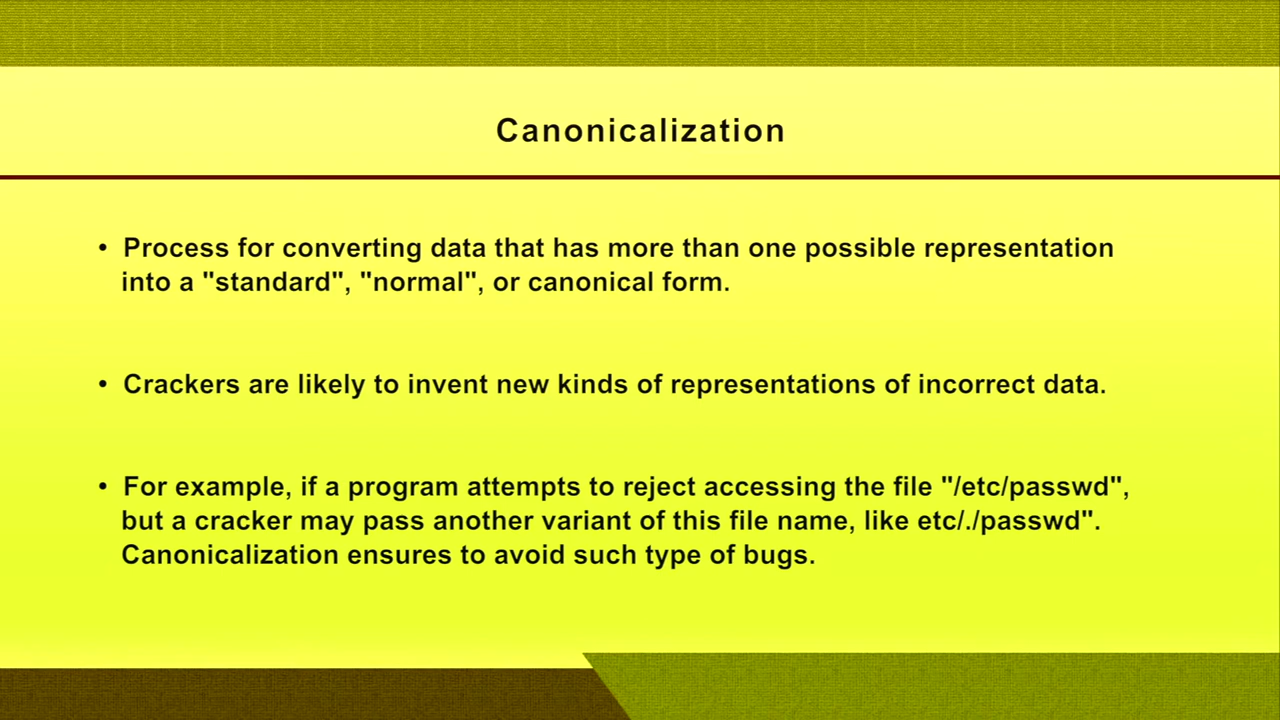 Canonicalization
• Process for converting data that has more than one possible representation
into a "standard", "normal", or canonical form.
• Crackers are likely to invent new kinds of representations of incorrect data.
• For example, if a program attempts to reject accessing the file "/etc/passwd",
but a cracker may pass another variant of this file name, like etc/./passwd".
Canonicalization ensures to avoid such type of bugs.